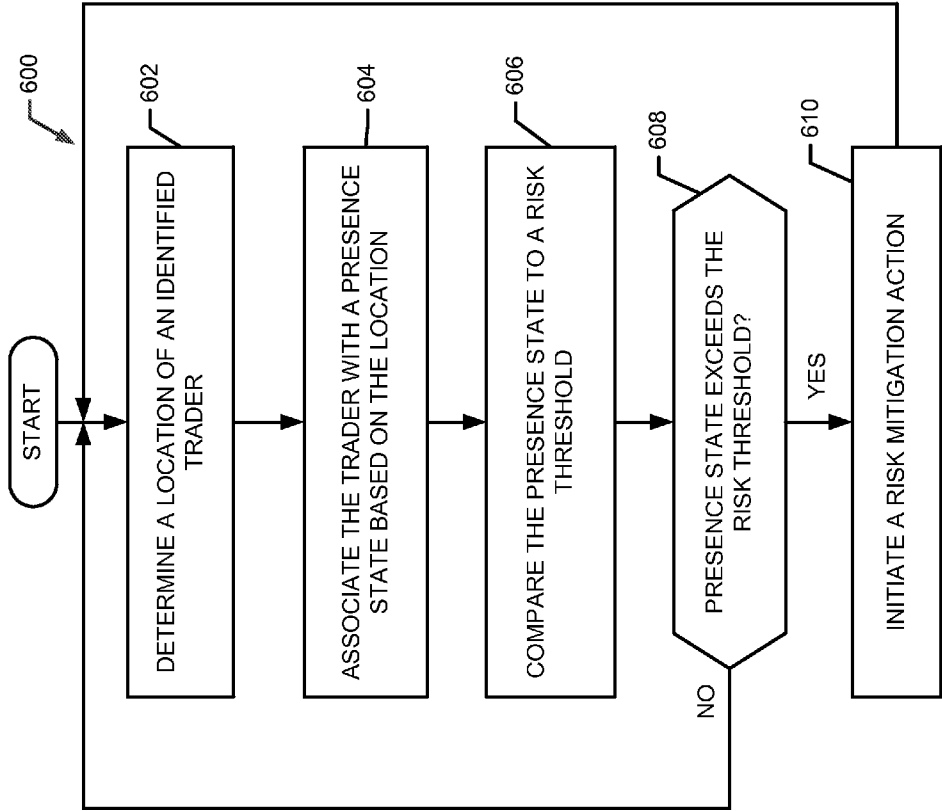 600
START
DETERMINE A LOCATION OF AN IDENTIFIED
TRADER
602
ASSOCIATE THE TRADER WITH A PRESENCE
STATE BASED ON THE LOCATION
604
COMPARE THE PRESENCE STATE TO A RISK
THRESHOLD
606
PRESENCE STATE EXCEEDS THE
RISK THRESHOLD?
608
NO
YES
INITIATE A RISK MITIGATION ACTION
610